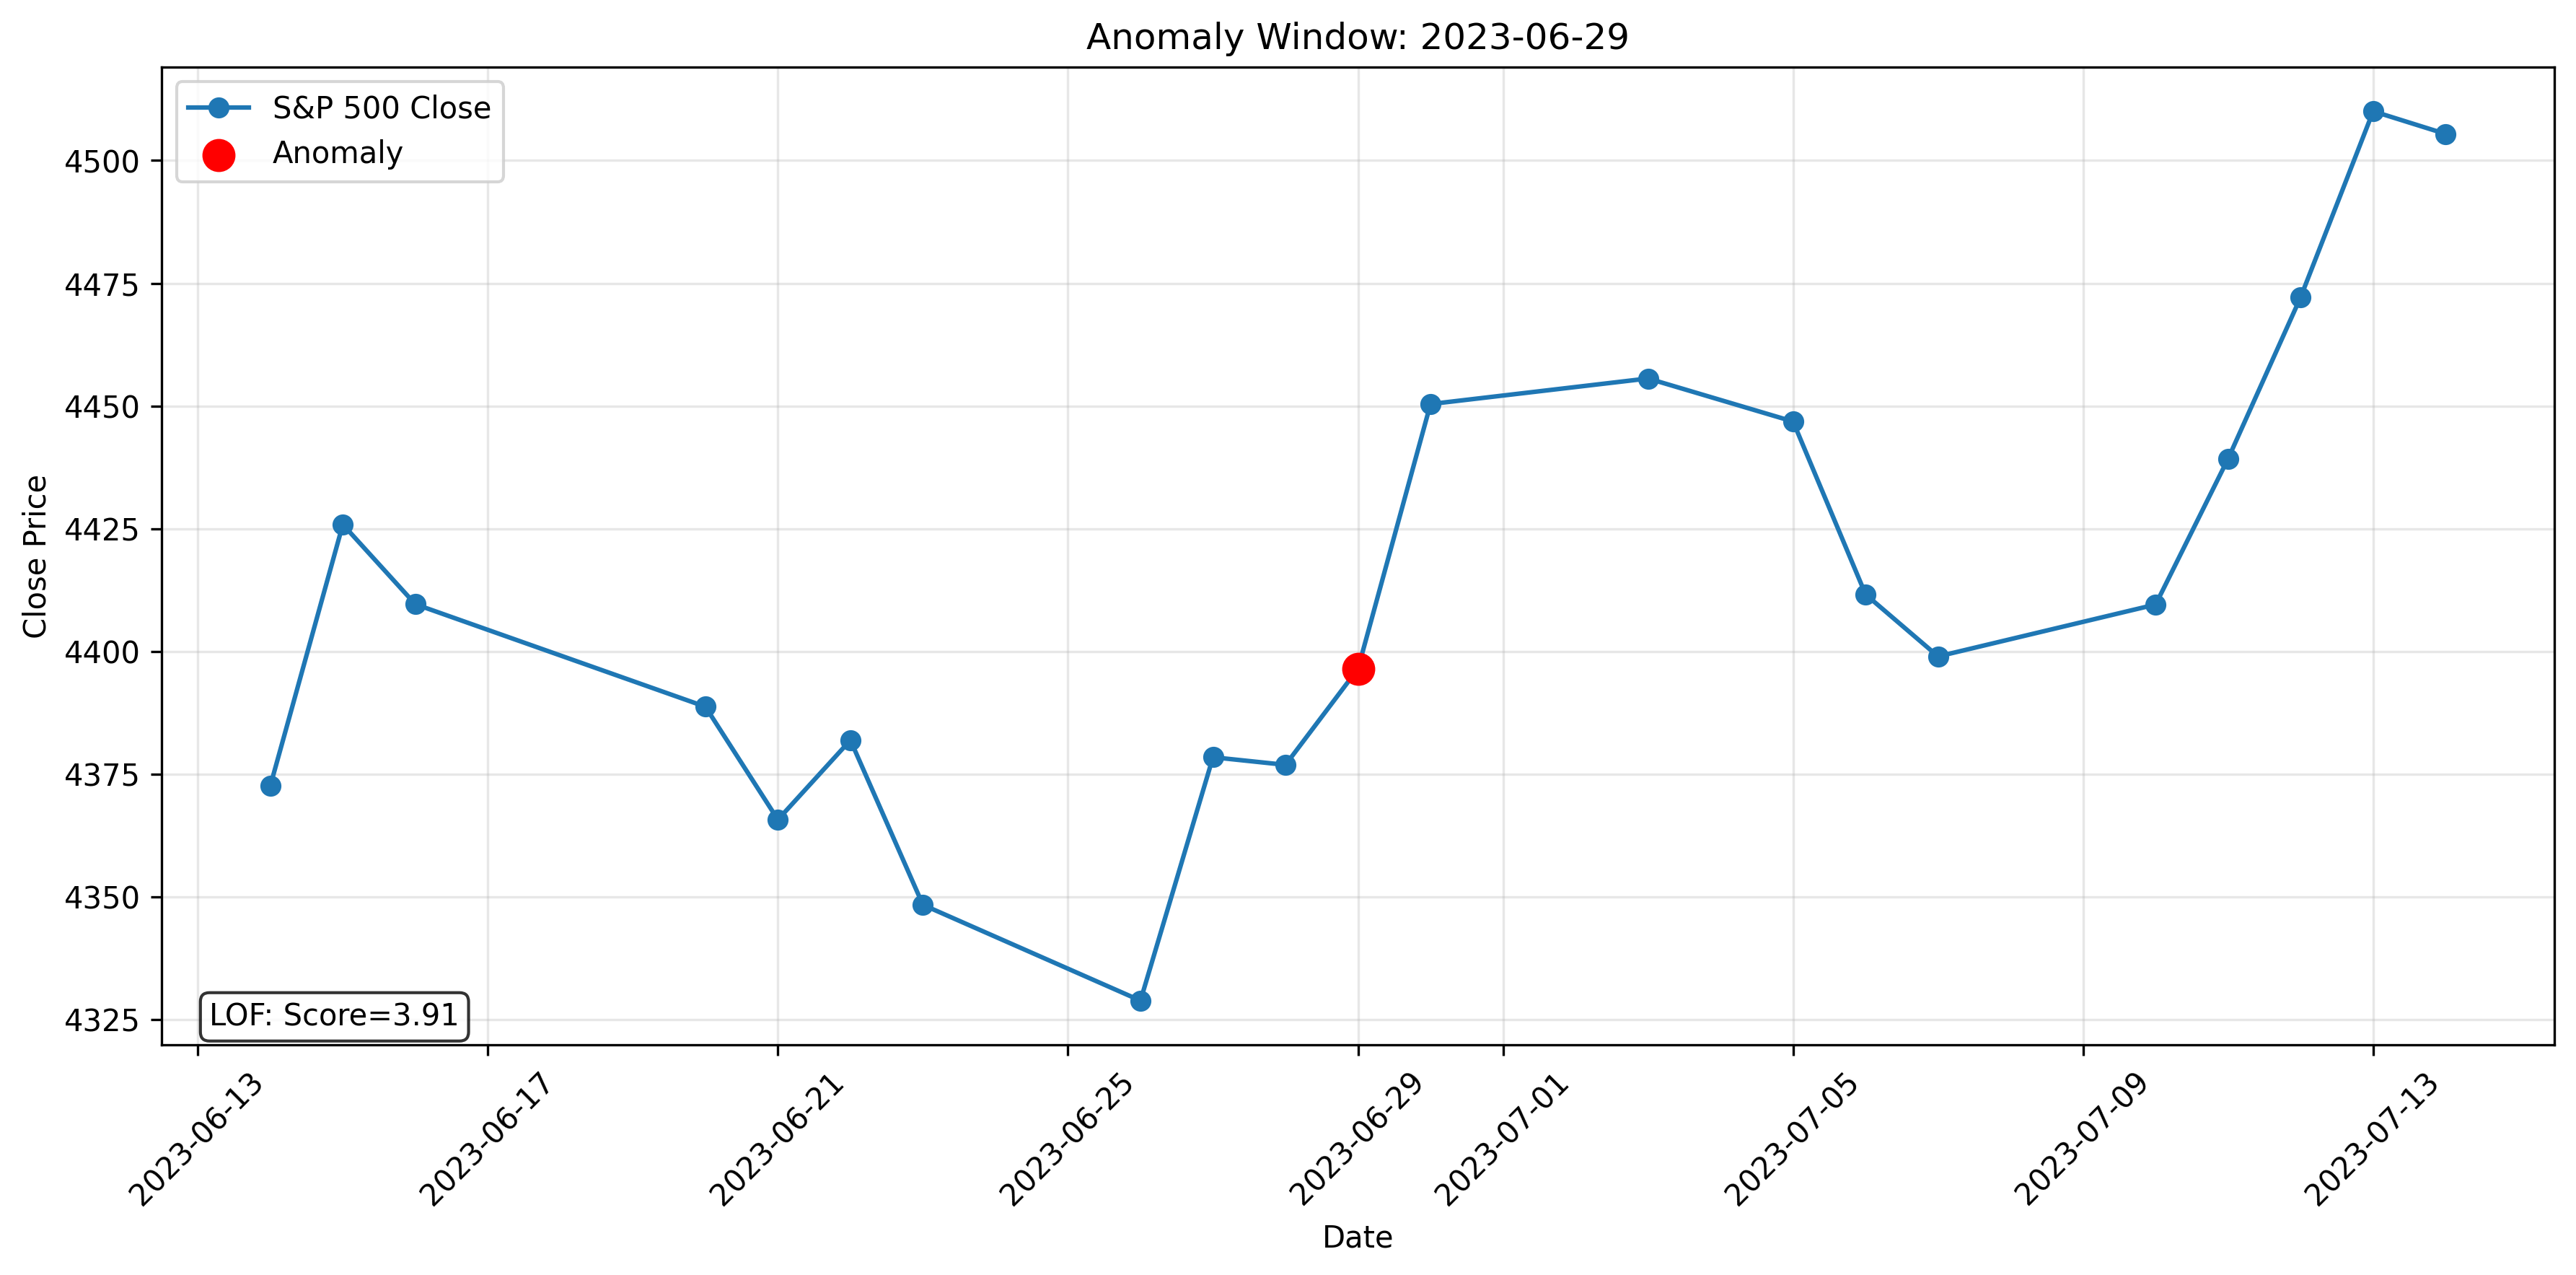 Anomaly Window: 2023-06-29
S&P 500 Close
Anomaly
Close Price
4500
4475
4450
4425
4400
4375
4350
4325
LOF: Score=3.91
2023-06-13
2023-06-17
2023-06-21
2023-06-25
2023-06-29
2023-07-01
2023-07-05
2023-07-09
2023-07-13
Date